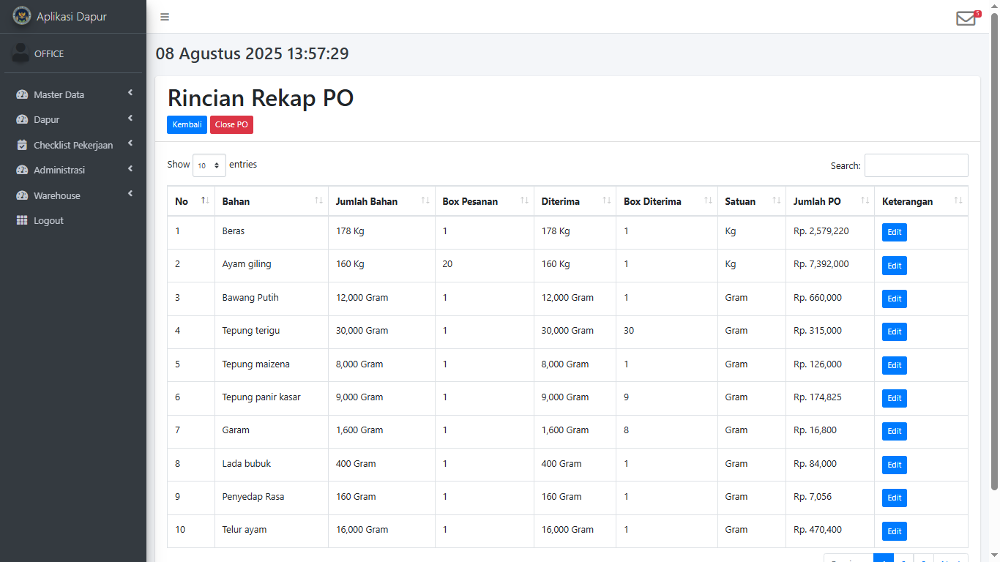 Aplikasi Dapur
5
OFFICE
08 Agustus 2025 13:57:29
Master Data
Dapur
Checklist Pekerjaan
Administrasi
Warehouse
Logout
Rincian Rekap PO
Kembali Close PO
Show 10 entries
Search:
No Bahan Jumlah Bahan Box Pesanan Diterima Box Diterima Satuan Jumlah PO Keterangan
1 Beras 178 Kg 1 178 Kg 1 Kg Rp. 2,579,220 Edit
2 Ayam giling 160 Kg 20 160 Kg 1 Kg Rp. 7,392,000 Edit
3 Bawang Putih 12,000 Gram 1 12,000 Gram 1 Gram Rp. 660,000 Edit
4 Tepung terigu 30,000 Gram 1 30,000 Gram 30 Gram Rp. 315,000 Edit
5 Tepung maizena 8,000 Gram 1 8,000 Gram 1 Gram Rp. 126,000 Edit
6 Tepung panir kasar 9,000 Gram 1 9,000 Gram 9 Gram Rp. 174,825 Edit
7 Garam 1,600 Gram 1 1,600 Gram 8 Gram Rp. 16,800 Edit
8 Lada bubuk 400 Gram 1 400 Gram 1 Gram Rp. 84,000 Edit
9 Penyedap Rasa 160 Gram 1 160 Gram 1 Gram Rp. 7,056 Edit
10 Telur ayam 16,000 Gram 1 16,000 Gram 1 Gram Rp. 470,400 Edit